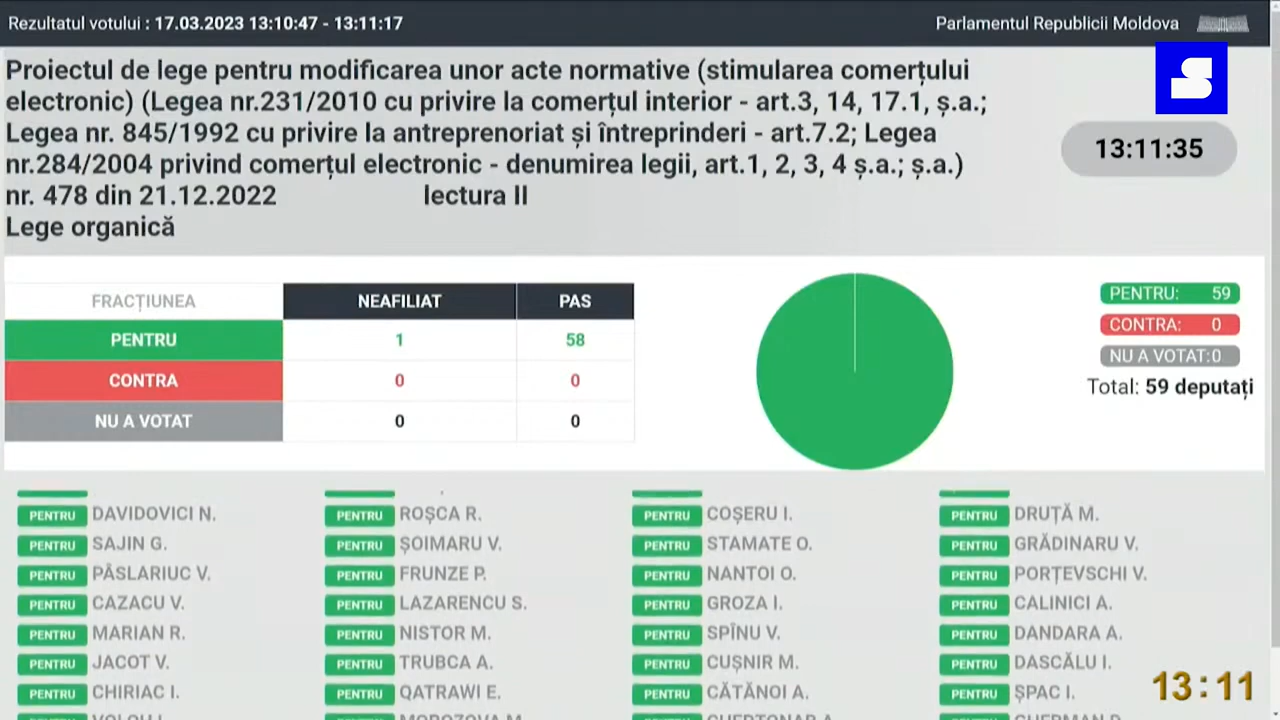 Rezultatul votului : 17.03.2023 13:10:47 - 13:11:17
Parlamentul Republicii Moldova
Proiectul de lege pentru modificarea unor acte normative (stimularea comerțului
electronic) (Legea nr.231/2010 cu privire la comerțul interior - art.3, 14, 17.1, ș.a.;
Legea nr. 845/1992 cu privire la antreprenoriat și întreprinderi - art.7.2; Legea
nr.284/2004 privind comerțul electronic - denumirea legii, art.1, 2, 3, 4 ș.a.; ș.a.)
nr. 478 din 21.12.2022 lectura II
Lege organică
13:11:35
FRACȚIUNEA NEAFILIAT PAS
PENTRU 1 58
CONTRA 0 0
NU A VOTAT 0 0
PENTRU: 59
CONTRA: 0
NU A VOTAT:0
Total: 59 deputați
PENTRU DAVIDOVICI N. PENTRU ROȘCA R. PENTRU COȘERU I. PENTRU DRUȚĂ M.
PENTRU SAJIN G. PENTRU ȘOIMARU V. PENTRU STAMATE O. PENTRU GRĂDINARU V.
PENTRU PÂSLARIUC V. PENTRU FRUNZE P. PENTRU NANTOI O. PENTRU PORȚEVSCHI V.
PENTRU CAZACU V. PENTRU LAZARENCU S. PENTRU GROZA I. PENTRU CALINICI A.
PENTRU MARIAN R. PENTRU NISTOR M. PENTRU SPÎNU V. PENTRU DANDARA A.
PENTRU JACOT V. PENTRU TRUBCA A. PENTRU CUȘNIR M. PENTRU DASCĂLU I.
PENTRU CHIRIAC I. PENTRU QATRAWI E. PENTRU CĂTĂNOI A. PENTRU ȘPAC I.
13:11